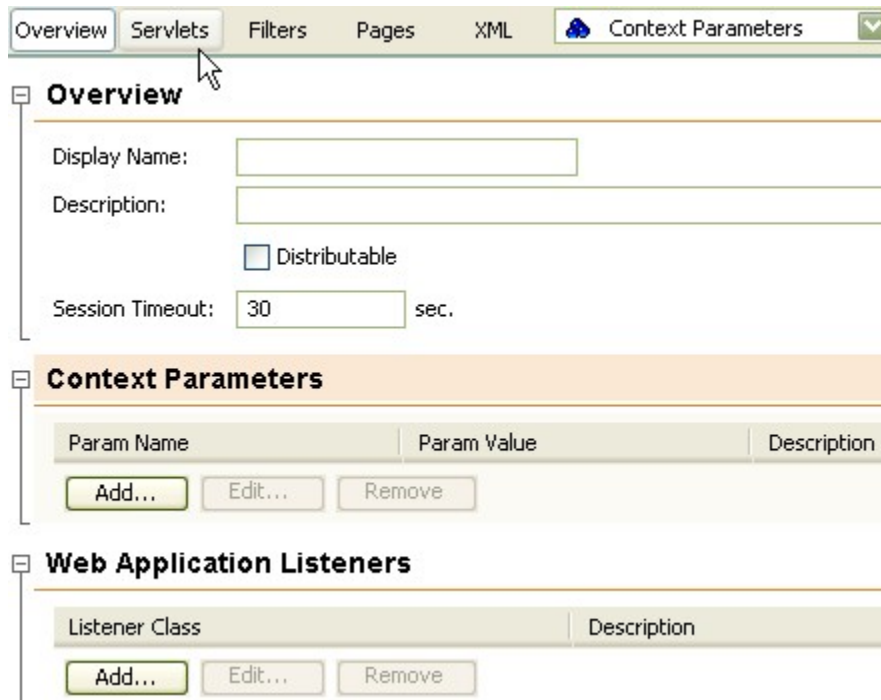 Overview Servlets Filters Pages XML Context Parameters
Overview
Display Name:
Description:
Distributable
Session Timeout: 30 sec.
Context Parameters
Param Name Param Value Description
Add... Edit... Remove
Web Application Listeners
Listener Class Description
Add... Edit... Remove